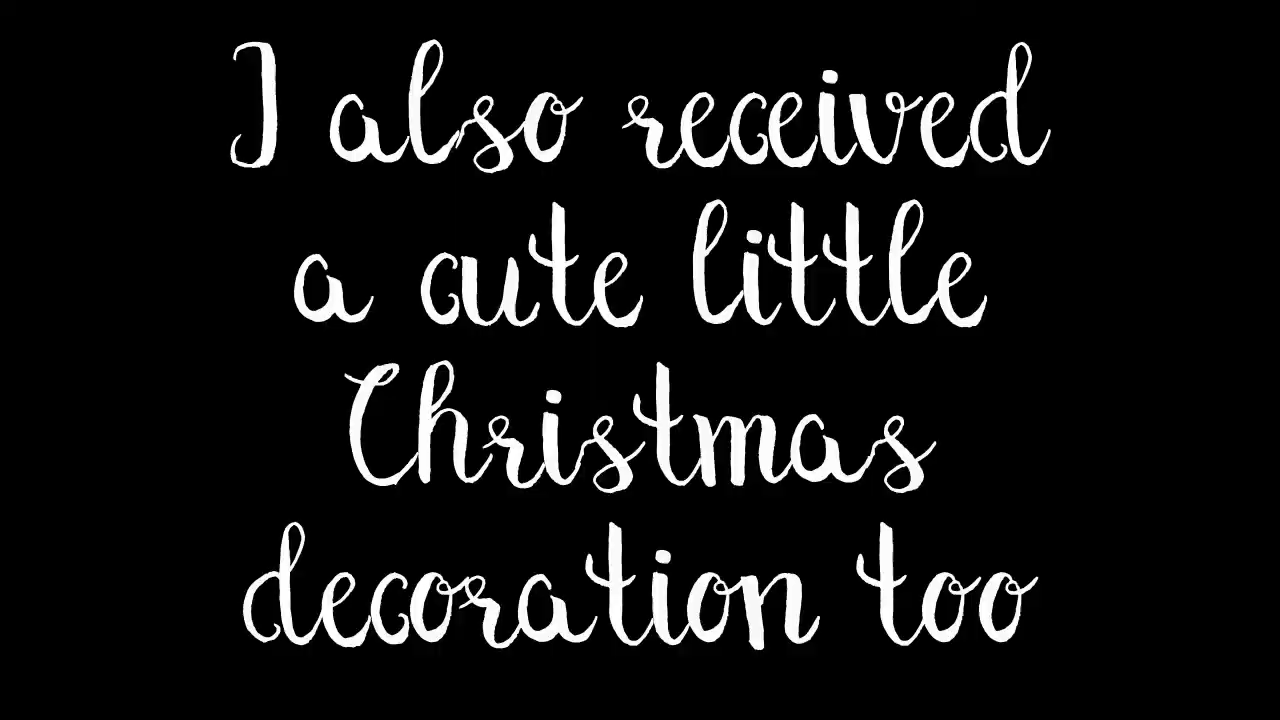 I also received
a cute little
Christmas
decoration too